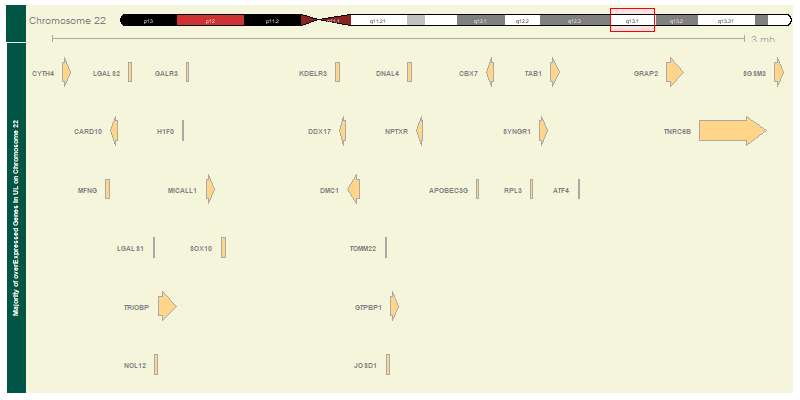 Chromosome 22
p13
p12
p11.2
q11.21
q12.1
q12.2
q12.3
q13.1
q13.2
q13.31
3 mb
Majority of overExpressed Genes in UL on Chromosome 22
CYTH4
LGALS2
GALR3
KDELR3
DNAL4
CBX7
TAB1
GRAP2
SGSM3
CARD10
H1F0
DDX17
NPTXR
SYNGR1
TNRC6B
MFNG
MICALL1
DMC1
APOBEC3G
RPL3
ATF4
LGALS1
SOX10
TOMM22
TRIOBP
GTPBP1
NOL12
JOSD1